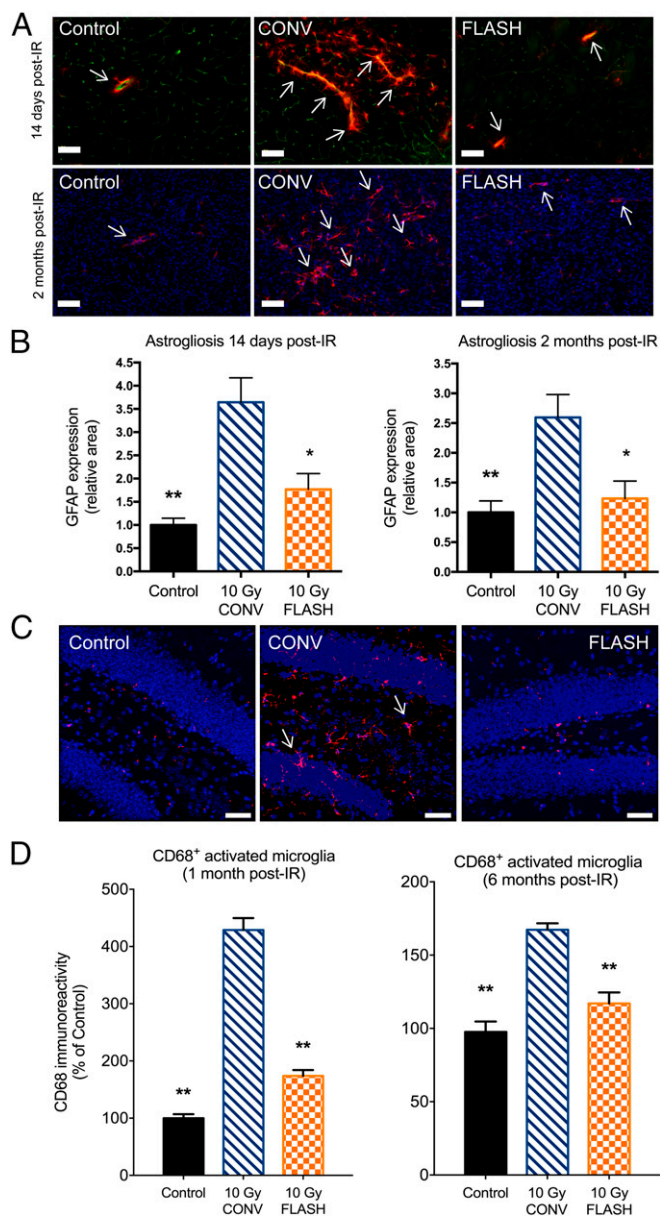 A
Control
CONV
FLASH
14 days post-IR
Control
CONV
FLASH
2 months post-IR
B
Astrogliosis 14 days post-IR
GFAP expression
(relative area)
4.5
4.0
3.5
3.0
2.5
2.0
1.5
1.0
0.5
0.0
**
*
Control
10 Gy
CONV
10 Gy
FLASH
Astrogliosis 2 months post-IR
GFAP expression
(relative area)
3.5
3.0
2.5
2.0
1.5
1.0
0.5
0.0
**
*
Control
10 Gy
CONV
10 Gy
FLASH
C
Control
CONV
FLASH
D
CD68+ activated microglia
(1 month post-IR)
CD68 immunoreactivity
(% of Control)
500
400
300
200
100
0
**
**
Control
10 Gy
CONV
10 Gy
FLASH
CD68+ activated microglia
(6 months post-IR)
200
150
100
50
0
**
**
Control
10 Gy
CONV
10 Gy
FLASH